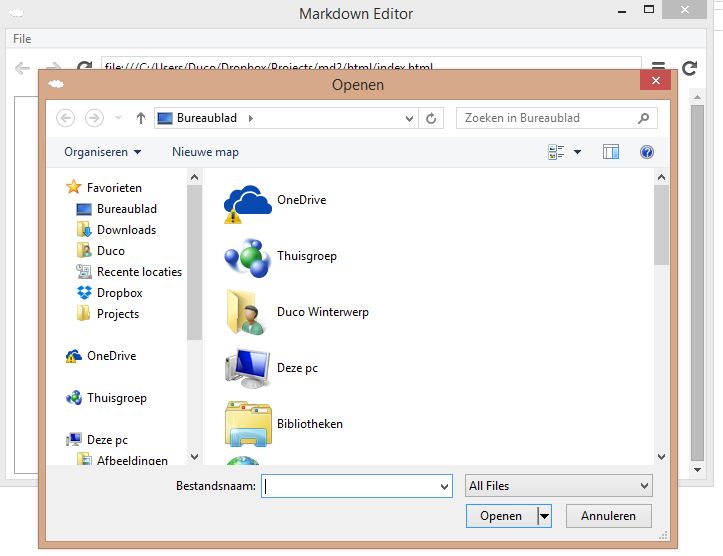 Markdown Editor
File
file:///C:/Users/Duco/Dropbox/Projects/md2/html/index.html
Openen
Bureaublad
Zoeken in Bureaublad
Organiseren
Nieuwe map
Favorieten
Bureaublad
Downloads
Duco
Recente locaties
Dropbox
Projects
OneDrive
Thuisgroep
Deze pc
Afbeeldingen
OneDrive
Thuisgroep
Duco Winterwerp
Deze pc
Bibliotheken
Bestandsnaam:
All Files
Openen
Annuleren